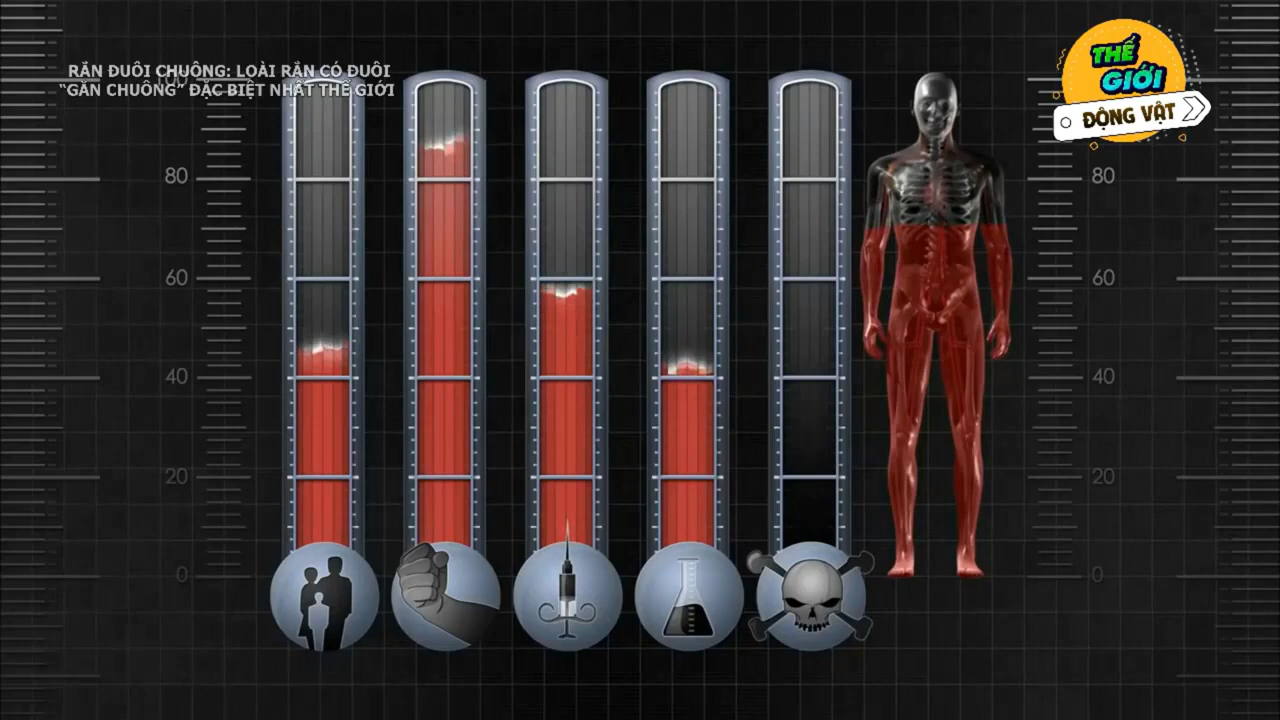 RẮN ĐUÔI CHUÔNG: LOÀI RẮN CÓ ĐUÔI
“GẮN CHUÔNG” ĐẶC BIỆT NHẤT THẾ GIỚI
THẾ
GIỚI
ĐỘNG VẬT
100
80
80
60
60
40
40
20
20
0
0